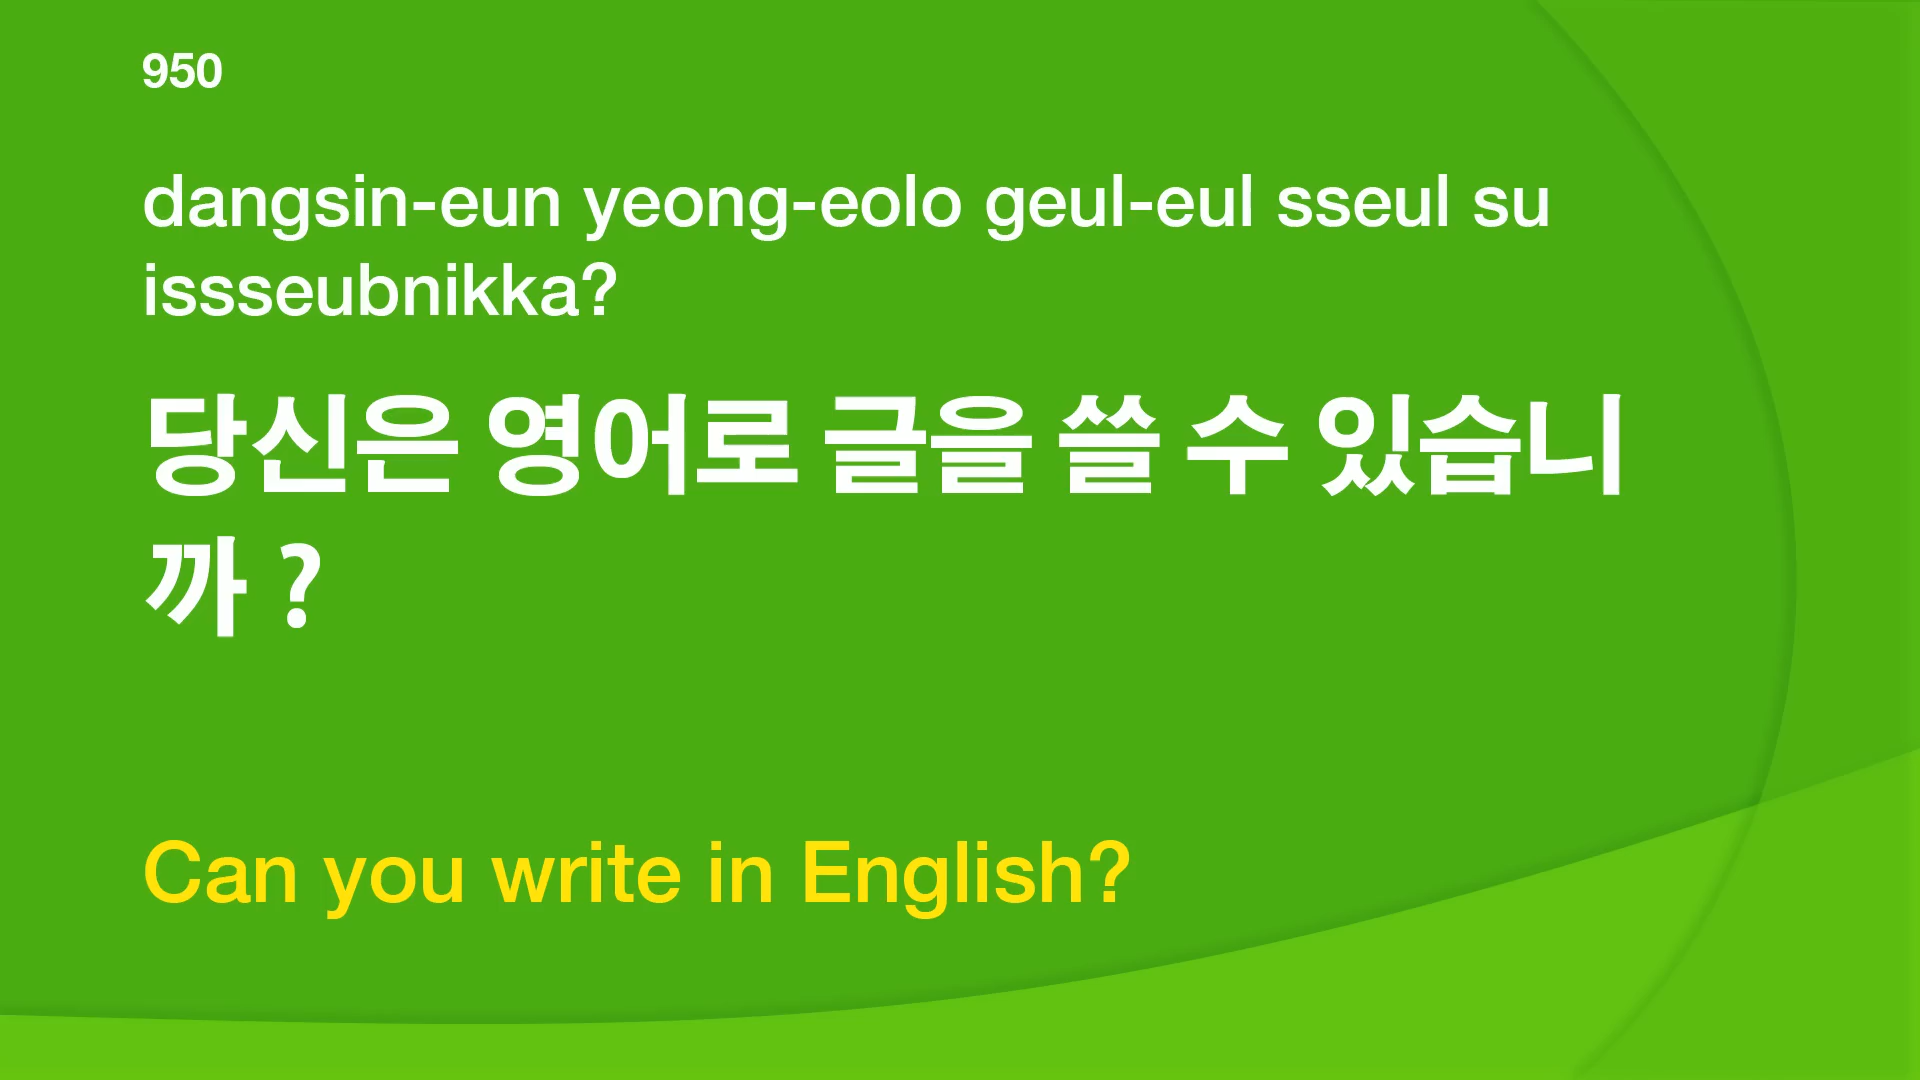 950
dangsin-eun yeong-eolo geul-eul sseul su
issseubnikka?
당신은 영어로 글을 쓸 수 있습니
까 ?
Can you write in English?